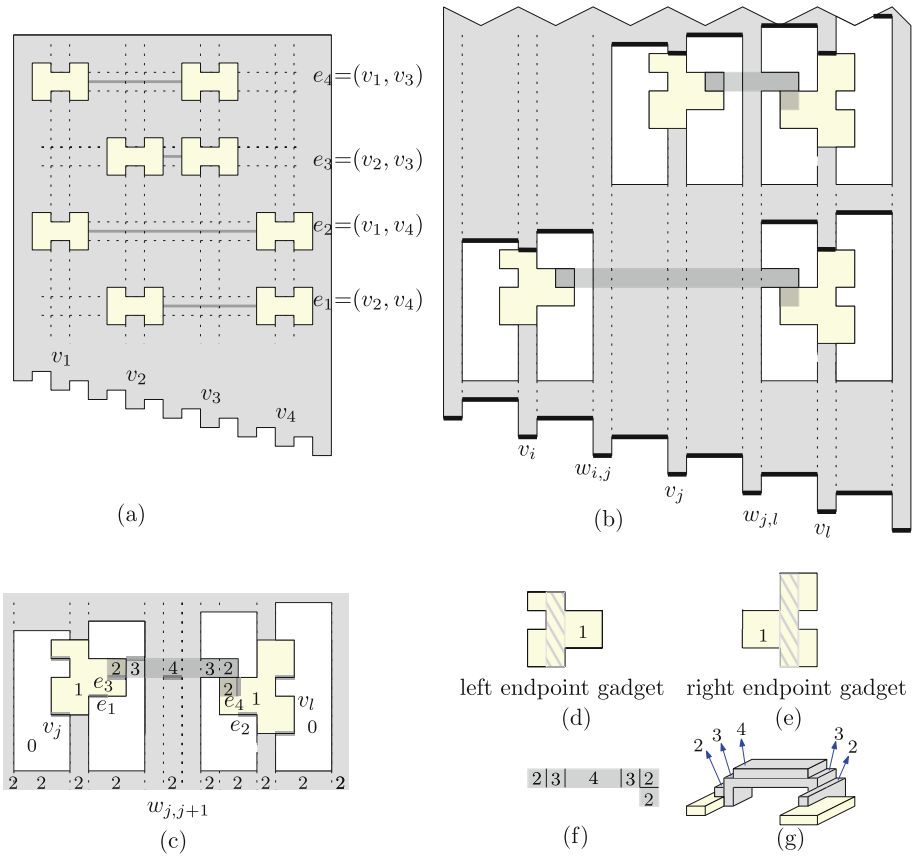 e4=(v1, v3)
e3=(v2, v3)
e2=(v1, v4)
e1=(v2, v4)
v1
v2
v3
v4
(a)
vi
wi,j
vj
wj,l
vl
(b)
2 3 4 3 2
e3 1 2
1 e4
e1 e2
vj vl
0 0
2 2 2 2 2 2 2 2 2
wj,j+1
(c)
1
left endpoint gadget
(d)
1
right endpoint gadget
(e)
2 3 4 3 2
2
(f)
2 3 4 3 2
(g)